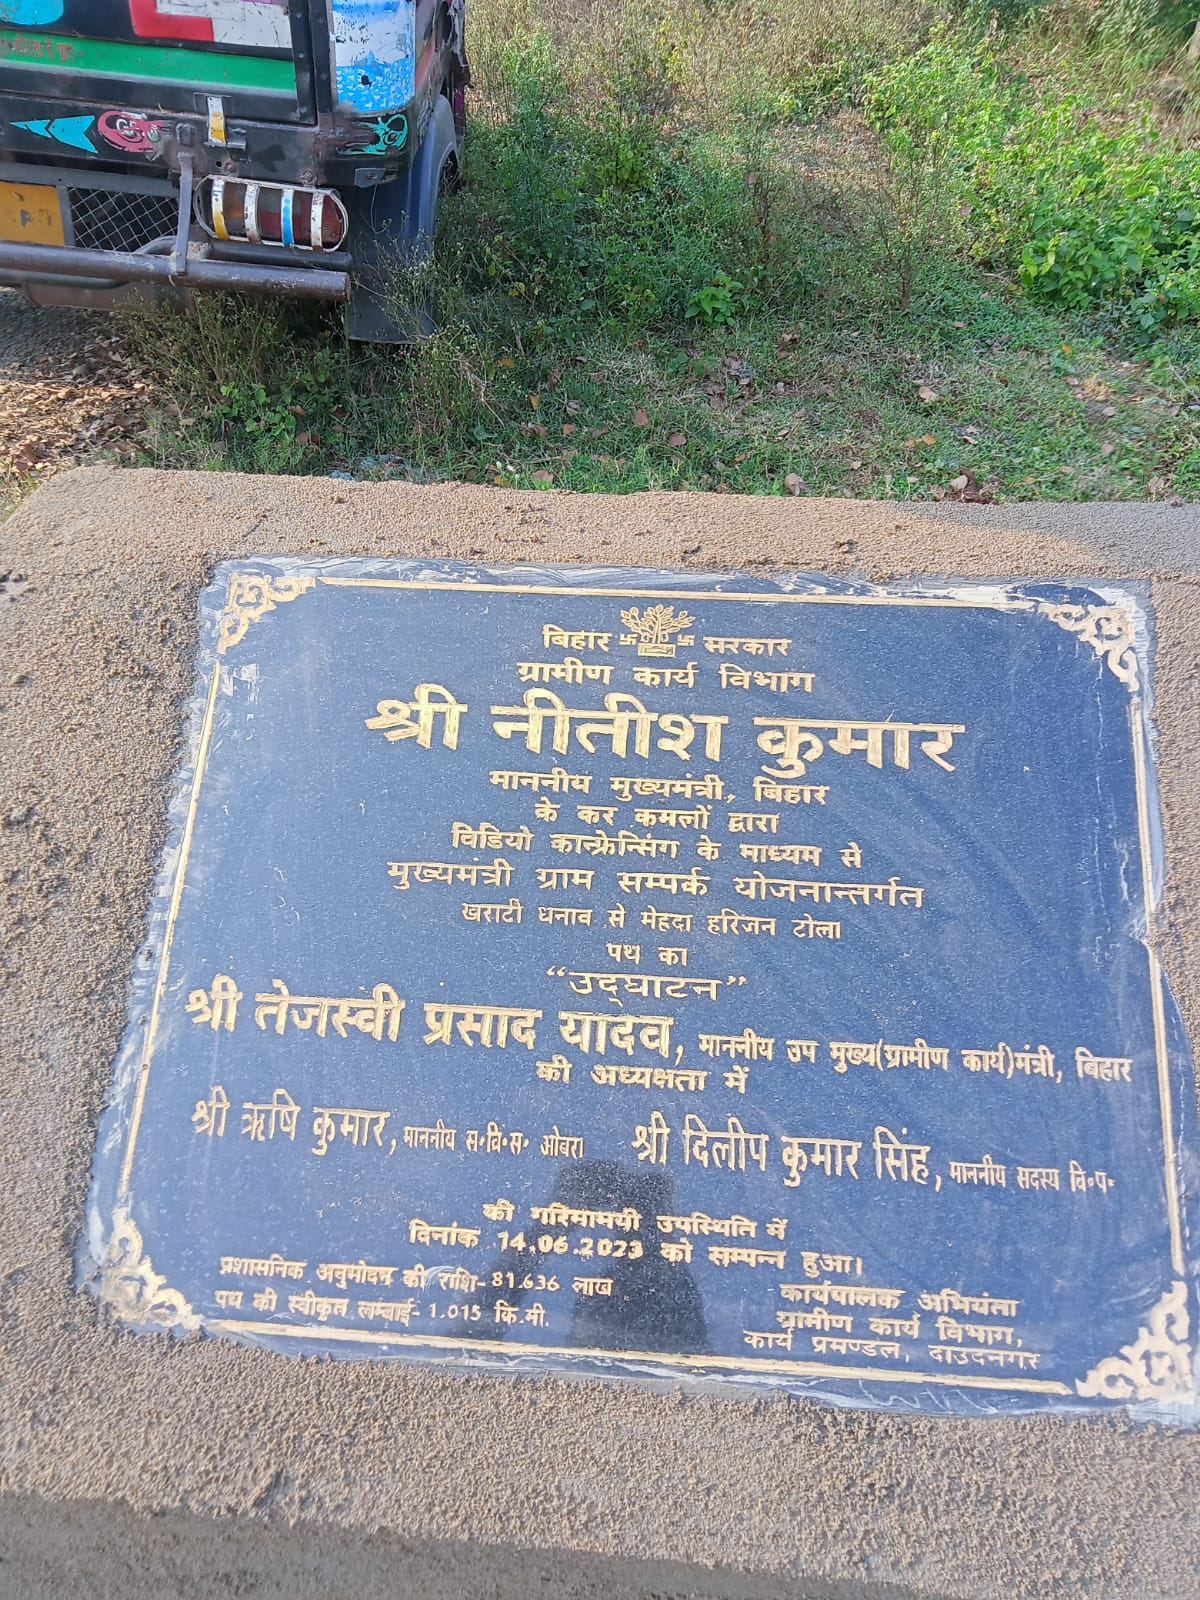 बिहार सरकार
ग्रामीण कार्य विभाग
श्री नीतीश कुमार
माननीय मुख्यमंत्री, बिहार
के कर कमलों द्वारा
विडियो कान्फ्रेन्सिंग के माध्यम से
मुख्यमंत्री ग्राम सम्पर्क योजनान्तर्गत
खराटी धनाव से मेहदा हरिजन टोला
पथ का
“उद्घाटन”
श्री तेजस्वी प्रसाद यादव, माननीय उप मुख्य(ग्रामीण कार्य)मंत्री, बिहार
की अध्यक्षता में
श्री ऋषि कुमार, माननीय स॰वि॰स॰ ओबरा श्री दिलीप कुमार सिंह, माननीय सदस्य वि॰प॰
की गरिमामयी उपस्थिति में
दिनांक 14.06.2023 को सम्पन्न हुआ।
प्रशासनिक अनुमोदन की राशि-81.636 लाख
पथ की स्वीकृत लम्बाई-1.015 कि.मी.
कार्यपालक अभियंता
ग्रामीण कार्य विभाग,
कार्य प्रमण्डल, दाउदनगर